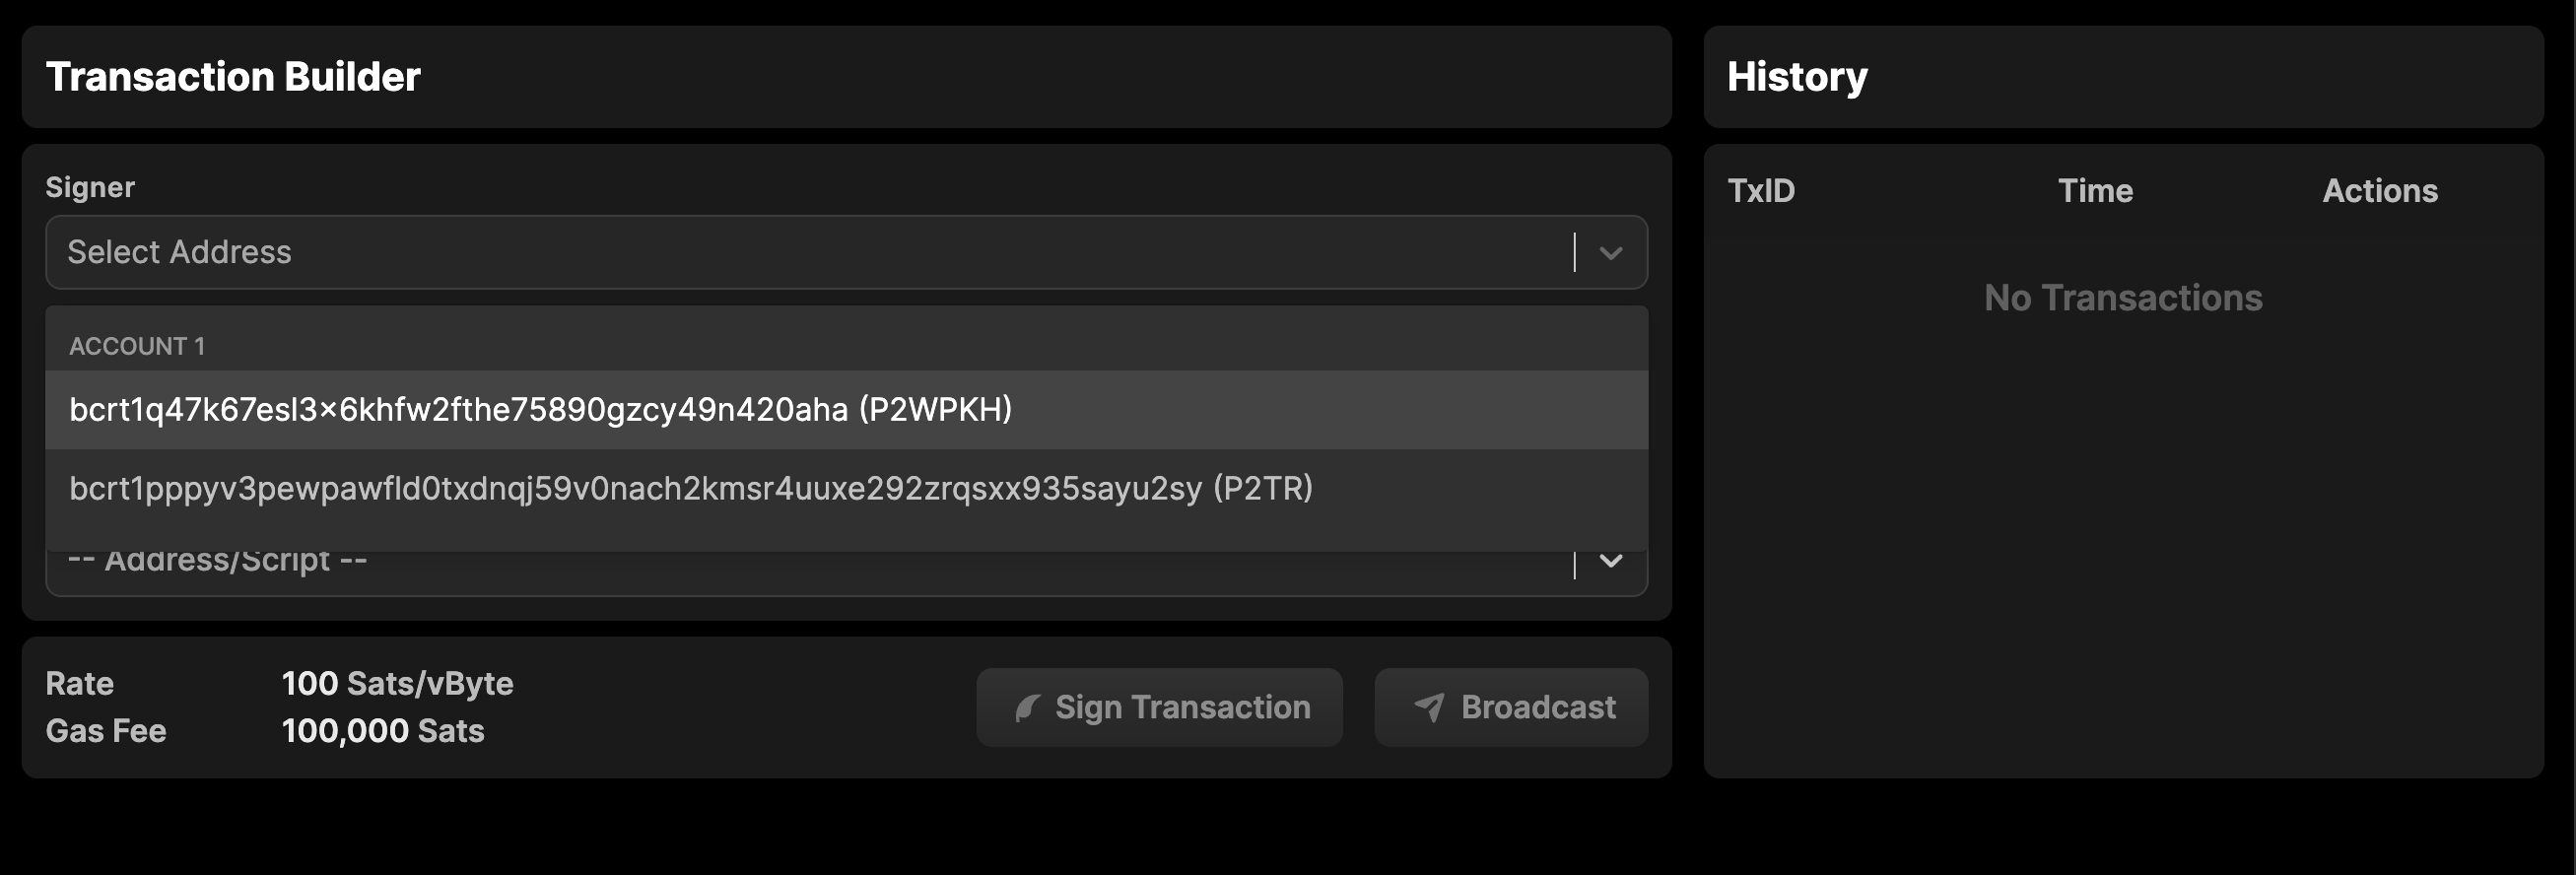 Transaction Builder
Signer
Select Address
ACCOUNT 1
bcrt1q47k67esl3×6khfw2fthe75890gzcy49n420aha (P2WPKH)
bcrt1pppyv3pewpawfld0txdnqj59v0nach2kmsr4uuxe292zrqsxx935sayu2sy (P2TR)
-- Address/Script --
Rate 100 Sats/vByte
Gas Fee 100,000 Sats
Sign Transaction Broadcast
History
TxID Time Actions
No Transactions